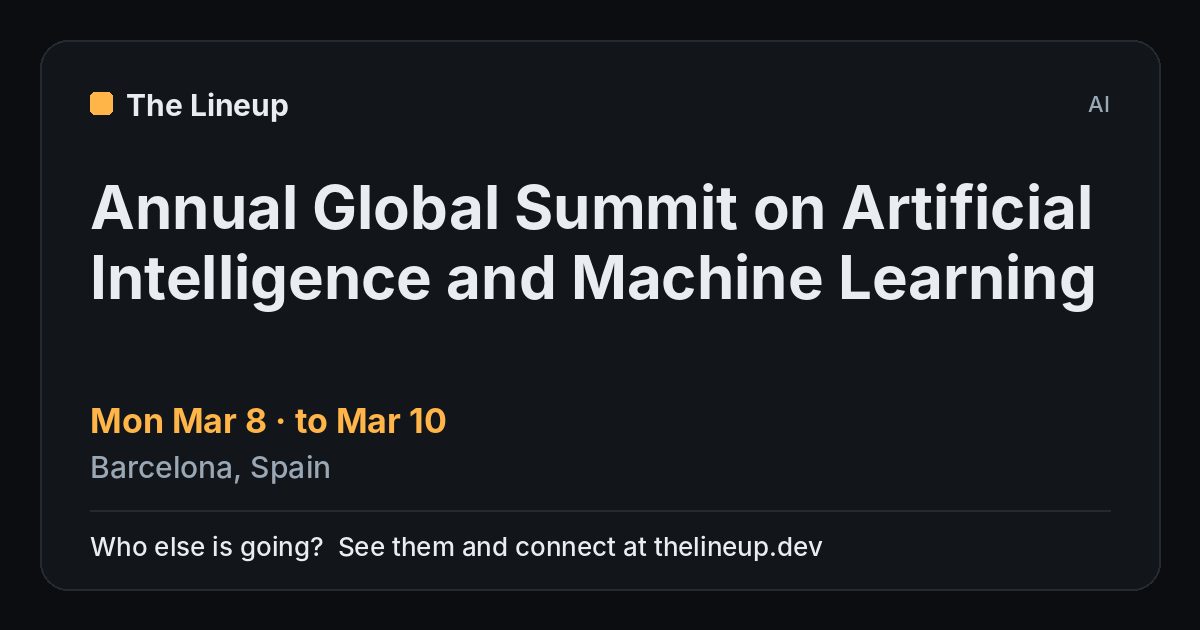 The Lineup
AI
Annual Global Summit on Artificial
Intelligence and Machine Learning
Mon Mar 8 · to Mar 10
Barcelona, Spain
Who else is going?  See them and connect at thelineup.dev